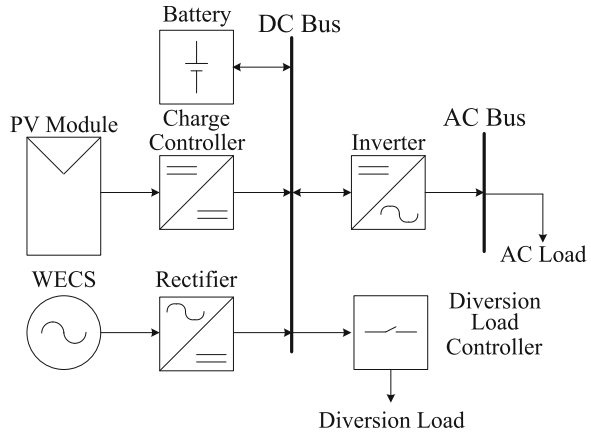 Battery
DC Bus
PV Module
Charge
Controller
Inverter
AC Bus
AC Load
WECS
Rectifier
Diversion
Load
Controller
Diversion Load